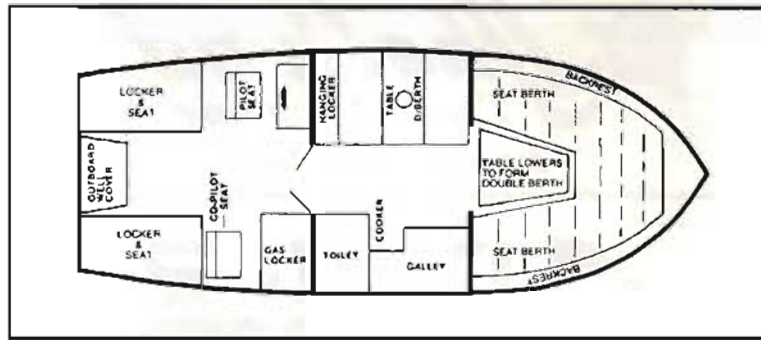 LOCKER
&
SEAT
PILOT
SEAT
HANGING
LOCKER
TABLE
D/BERTH
BACKREST
SEAT BERTH
OUTBOARD
WELL
COVER
CO-PILOT
SEAT
TABLE LOWERS
TO FORM
DOUBLE BERTH
LOCKER
&
SEAT
GAS
LOCKER
TOILEY
COOKER
GALLEY
SEAT BERTH
BACKREST